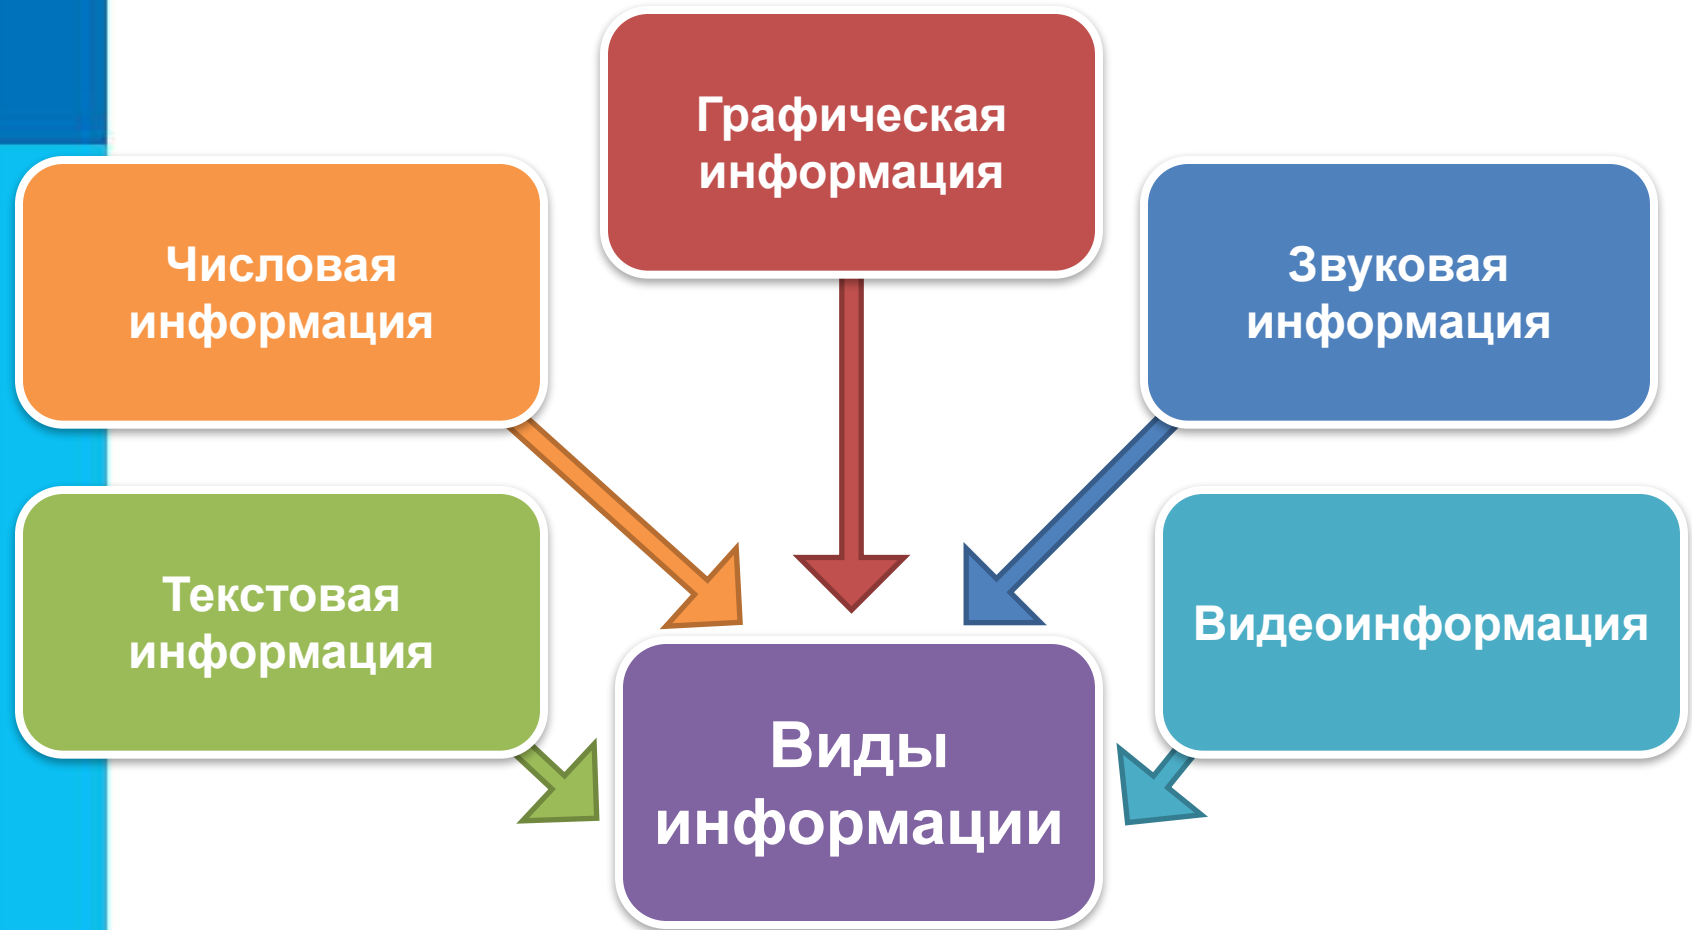 Графическая
информация
Числовая
информация
Звуковая
информация
Текстовая
информация
Видеоинформация
Виды
информации